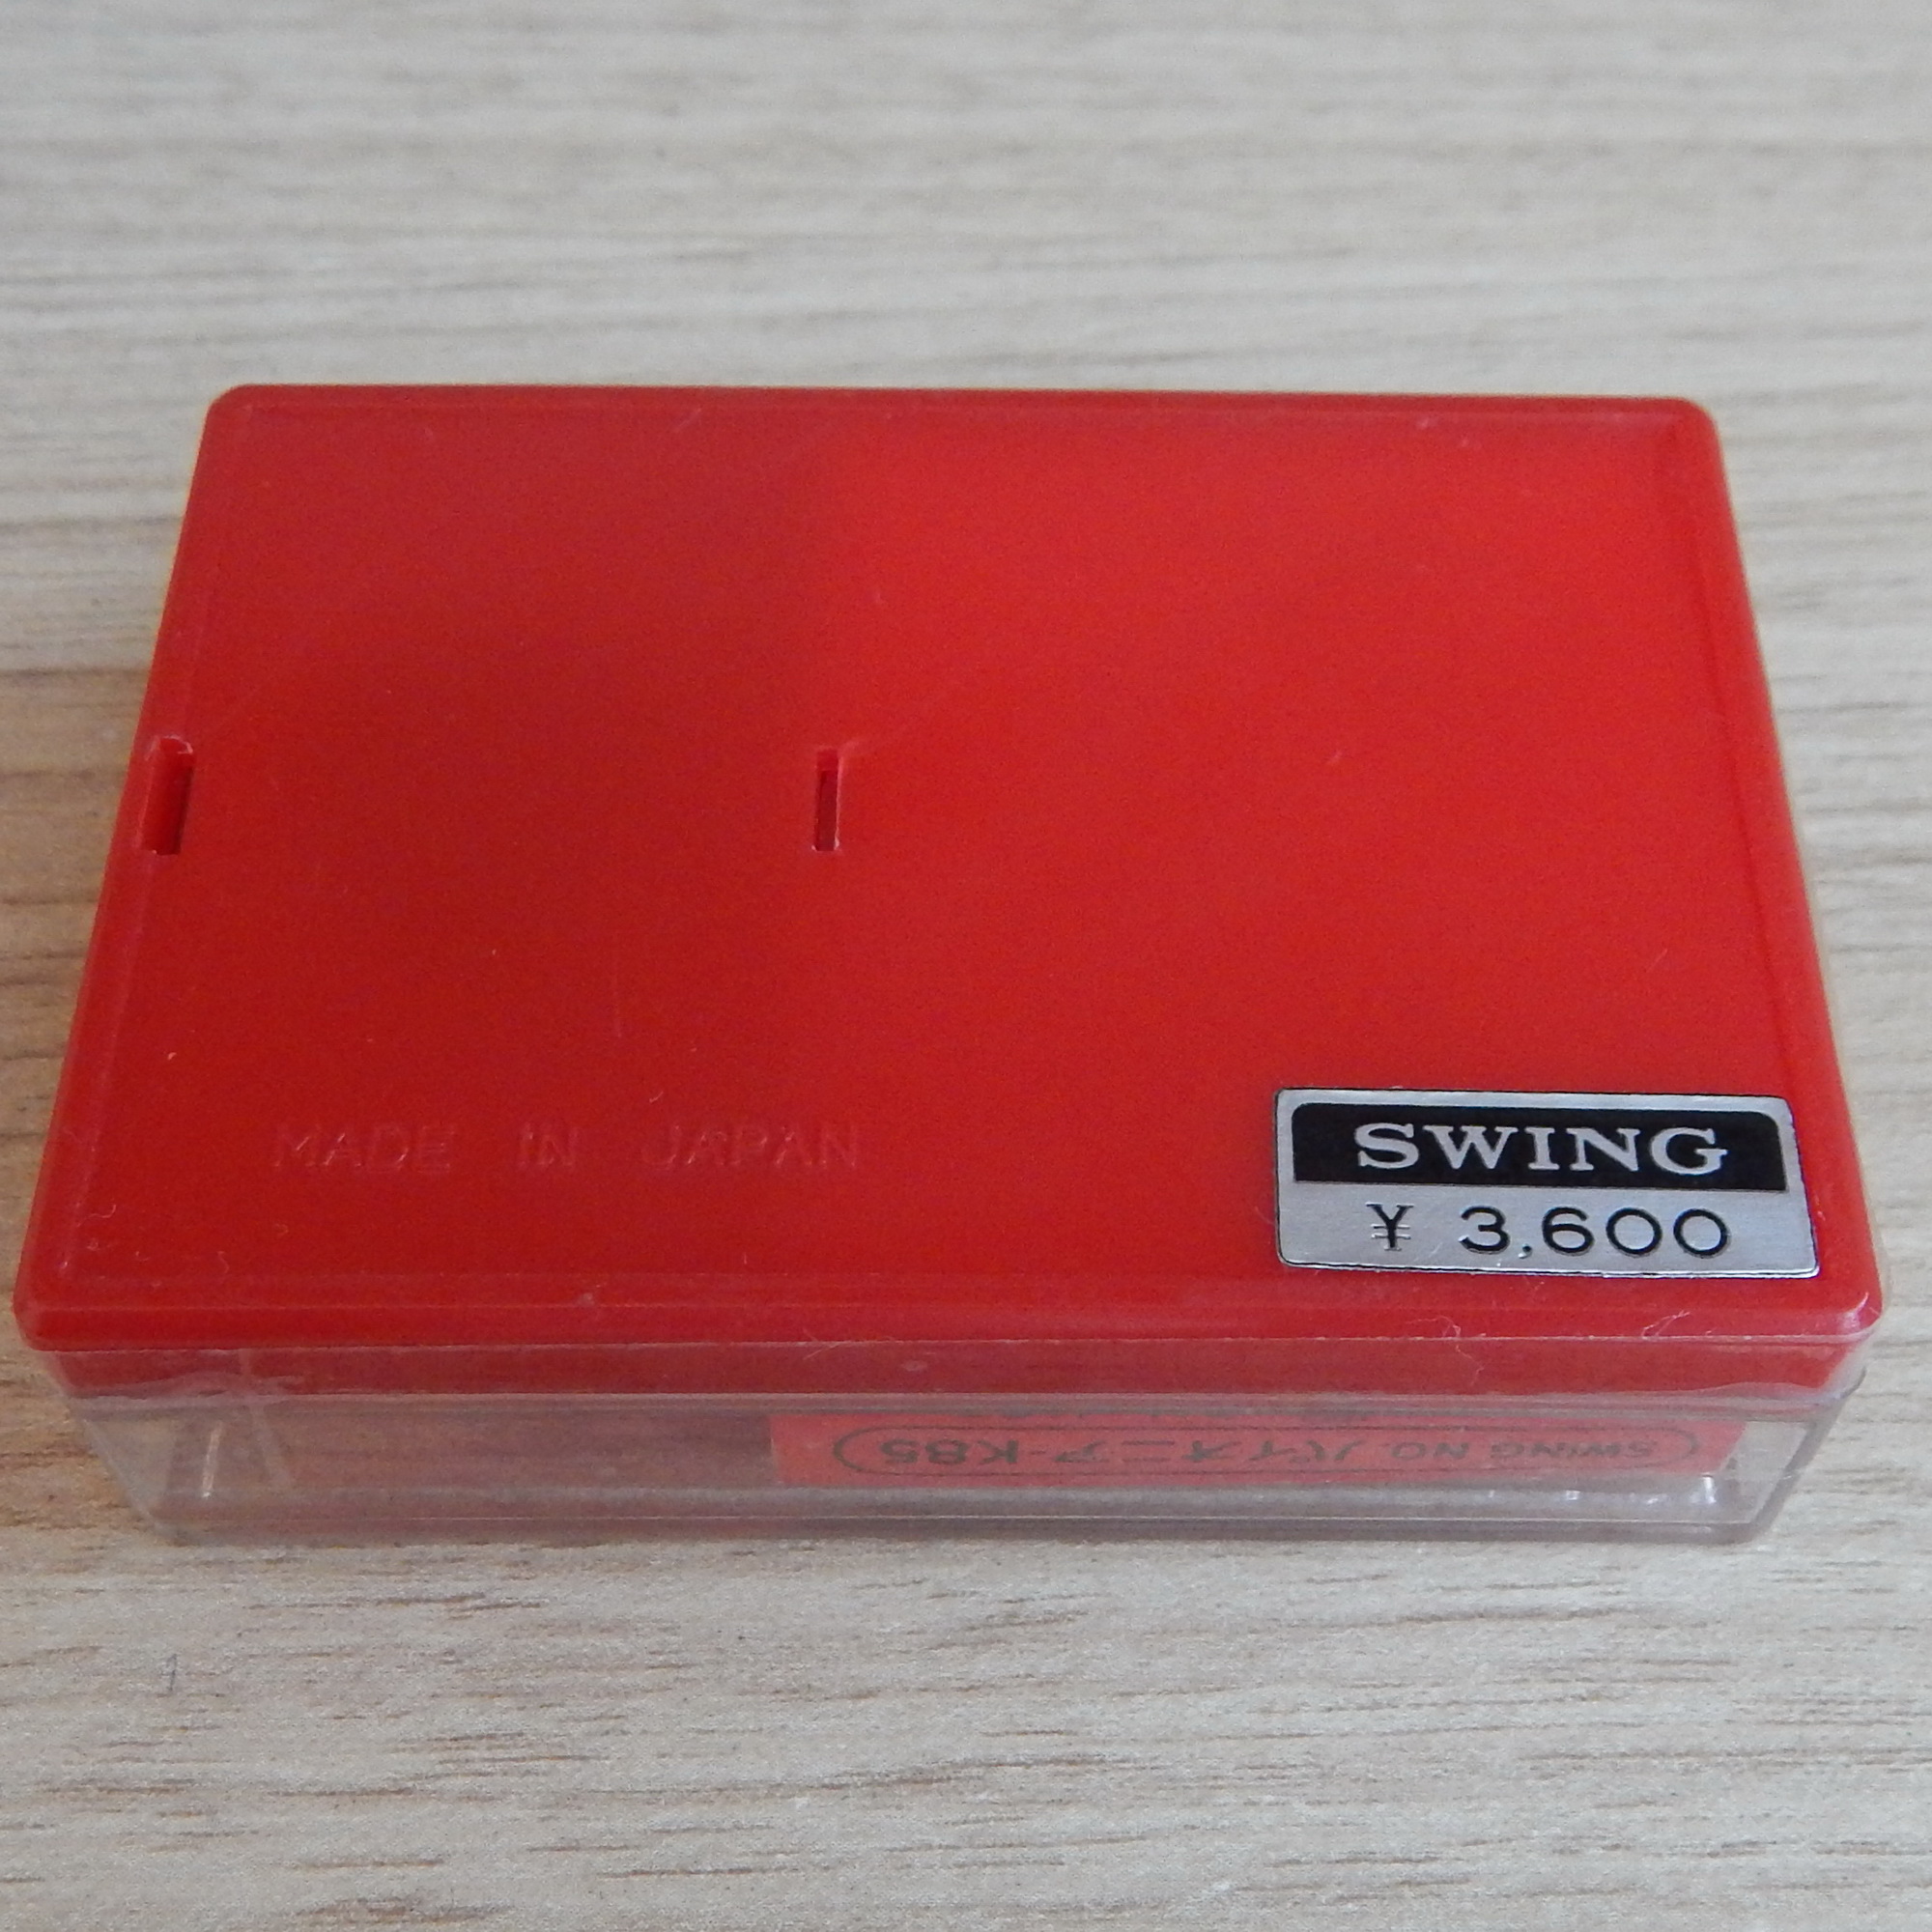 MADE IN JAPAN
SWING
¥ 3,600
SWING NO. パイオニア-K85